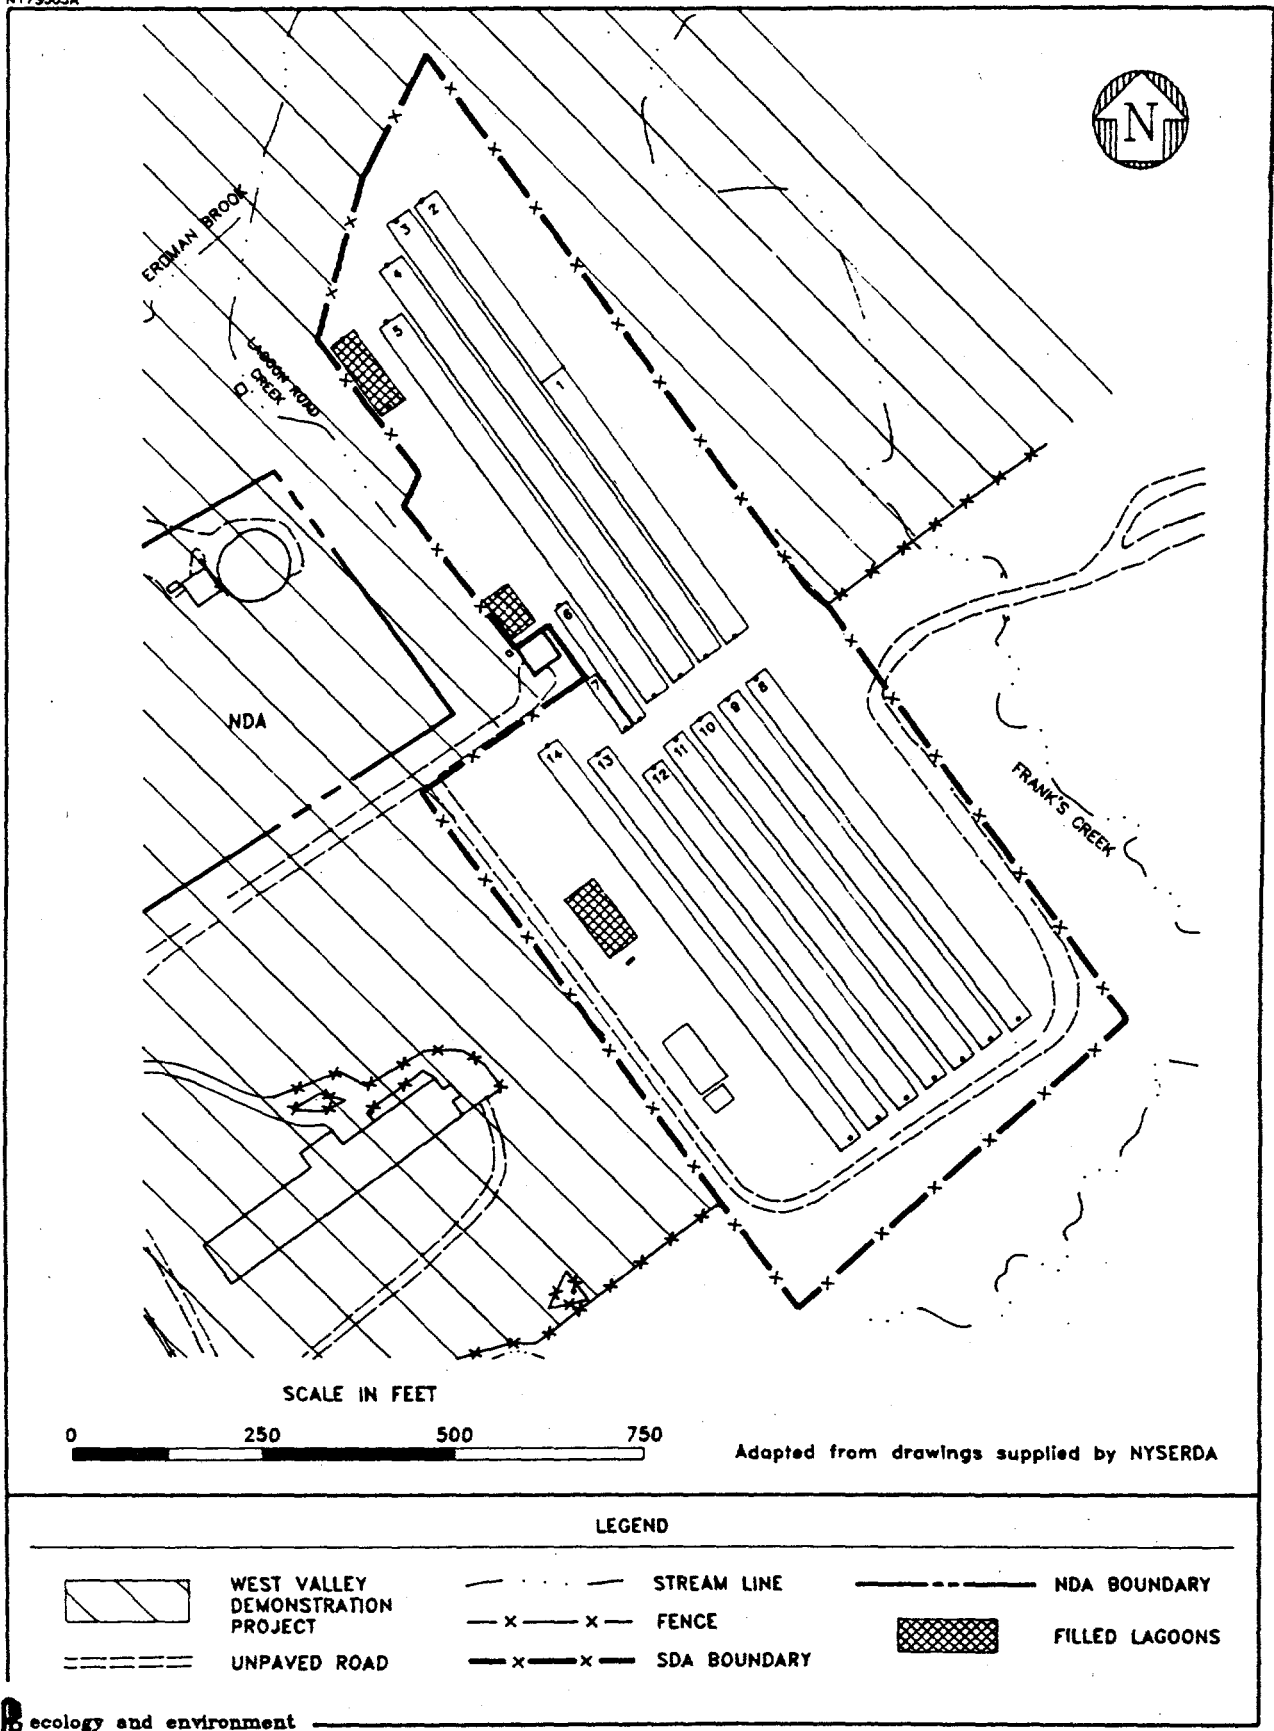 N
2
3
4
5
1
ERDMAN BROOK
LAGOON ROAD
CREEK
6
7
NDA
8
9
10
11
12
13
14
FRANK'S CREEK
SCALE IN FEET
0 250 500 750
Adapted from drawings supplied by NYSERDA
LEGEND
WEST VALLEY
DEMONSTRATION
PROJECT
UNPAVED ROAD
STREAM LINE
FENCE
SDA BOUNDARY
NDA BOUNDARY
FILLED LAGOONS
ecology and environment